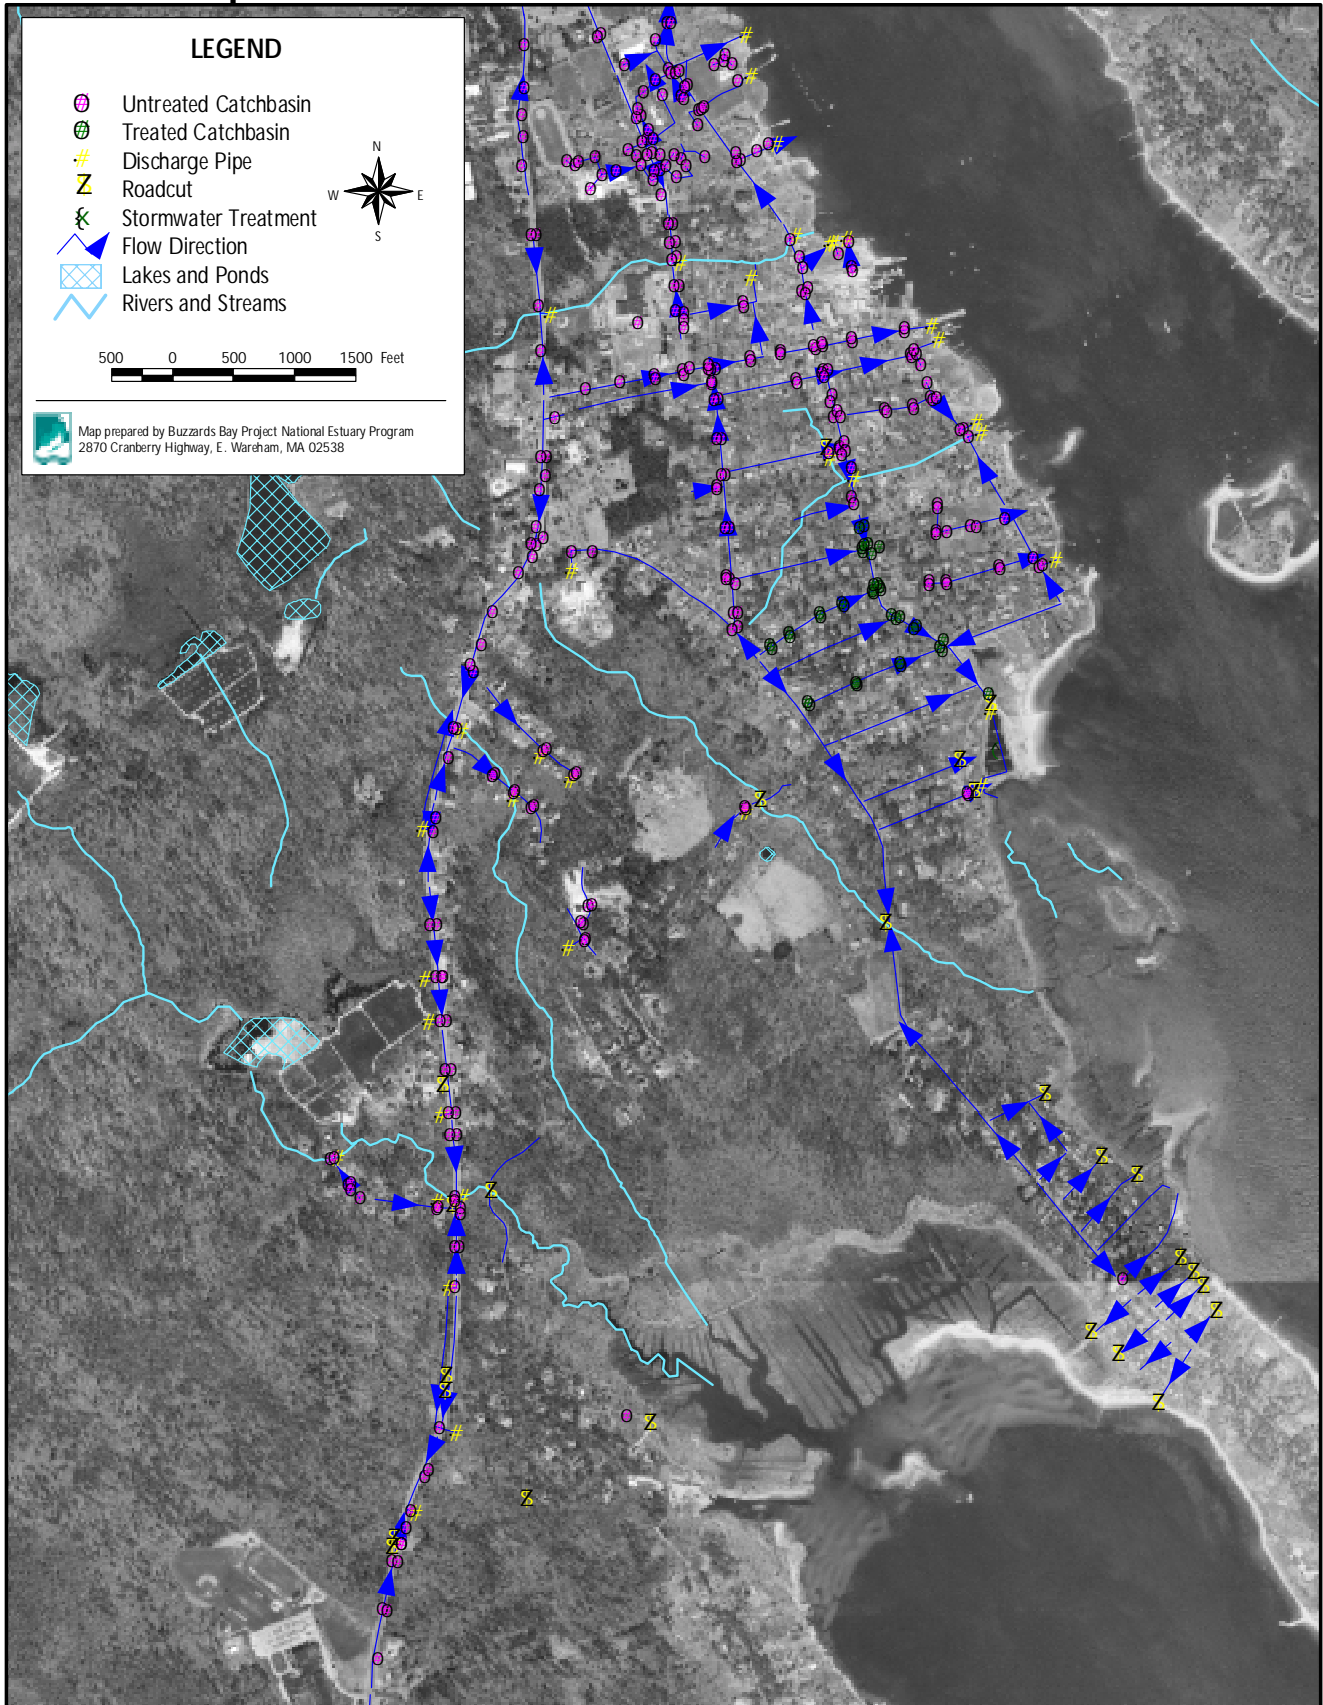 LEGEND
Untreated Catchbasin
Treated Catchbasin
Discharge Pipe
Roadcut
Stormwater Treatment
Flow Direction
Lakes and Ponds
Rivers and Streams
N
W E
S
500 0 500 1000 1500 Feet
Map prepared by Buzzards Bay Project National Estuary Program
2870 Cranberry Highway, E. Wareham, MA 02538